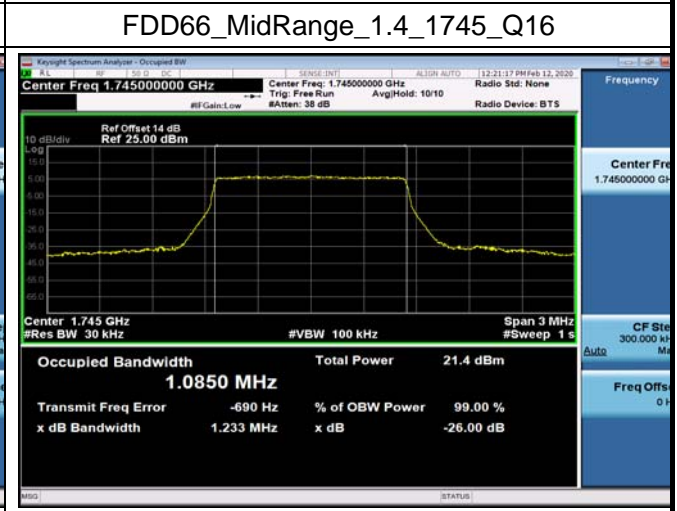 FDD66_MidRange_1.4_1745_Q16
Keysight Spectrum Analyzer - Occupied BW
RL RF 50 Ω DC SENSE:INT ALIGN AUTO 12:21:17 PM Feb 12, 2020
Center Freq 1.745000000 GHz
Center Freq: 1.745000000 GHz Radio Std: None
Trig: Free Run Avg|Hold: 10/10
#IFGain:Low #Atten: 38 dB Radio Device: BTS
Frequency
Ref Offset 14 dB
10 dB/div Ref 25.00 dBm
Log
15.0
5.00
-5.00
-15.0
-25.0
-35.0
-45.0
-55.0
-65.0
Center Fre
1.745000000 GH
Center 1.745 GHz Span 3 MHz
#Res BW 30 kHz #VBW 100 kHz #Sweep 1 s
CF Ste
300.000 kH
Auto Ma
Occupied Bandwidth Total Power 21.4 dBm
1.0850 MHz
Freq Offs
0 H
Transmit Freq Error -690 Hz % of OBW Power 99.00 %
x dB Bandwidth 1.233 MHz x dB -26.00 dB
MSG STATUS